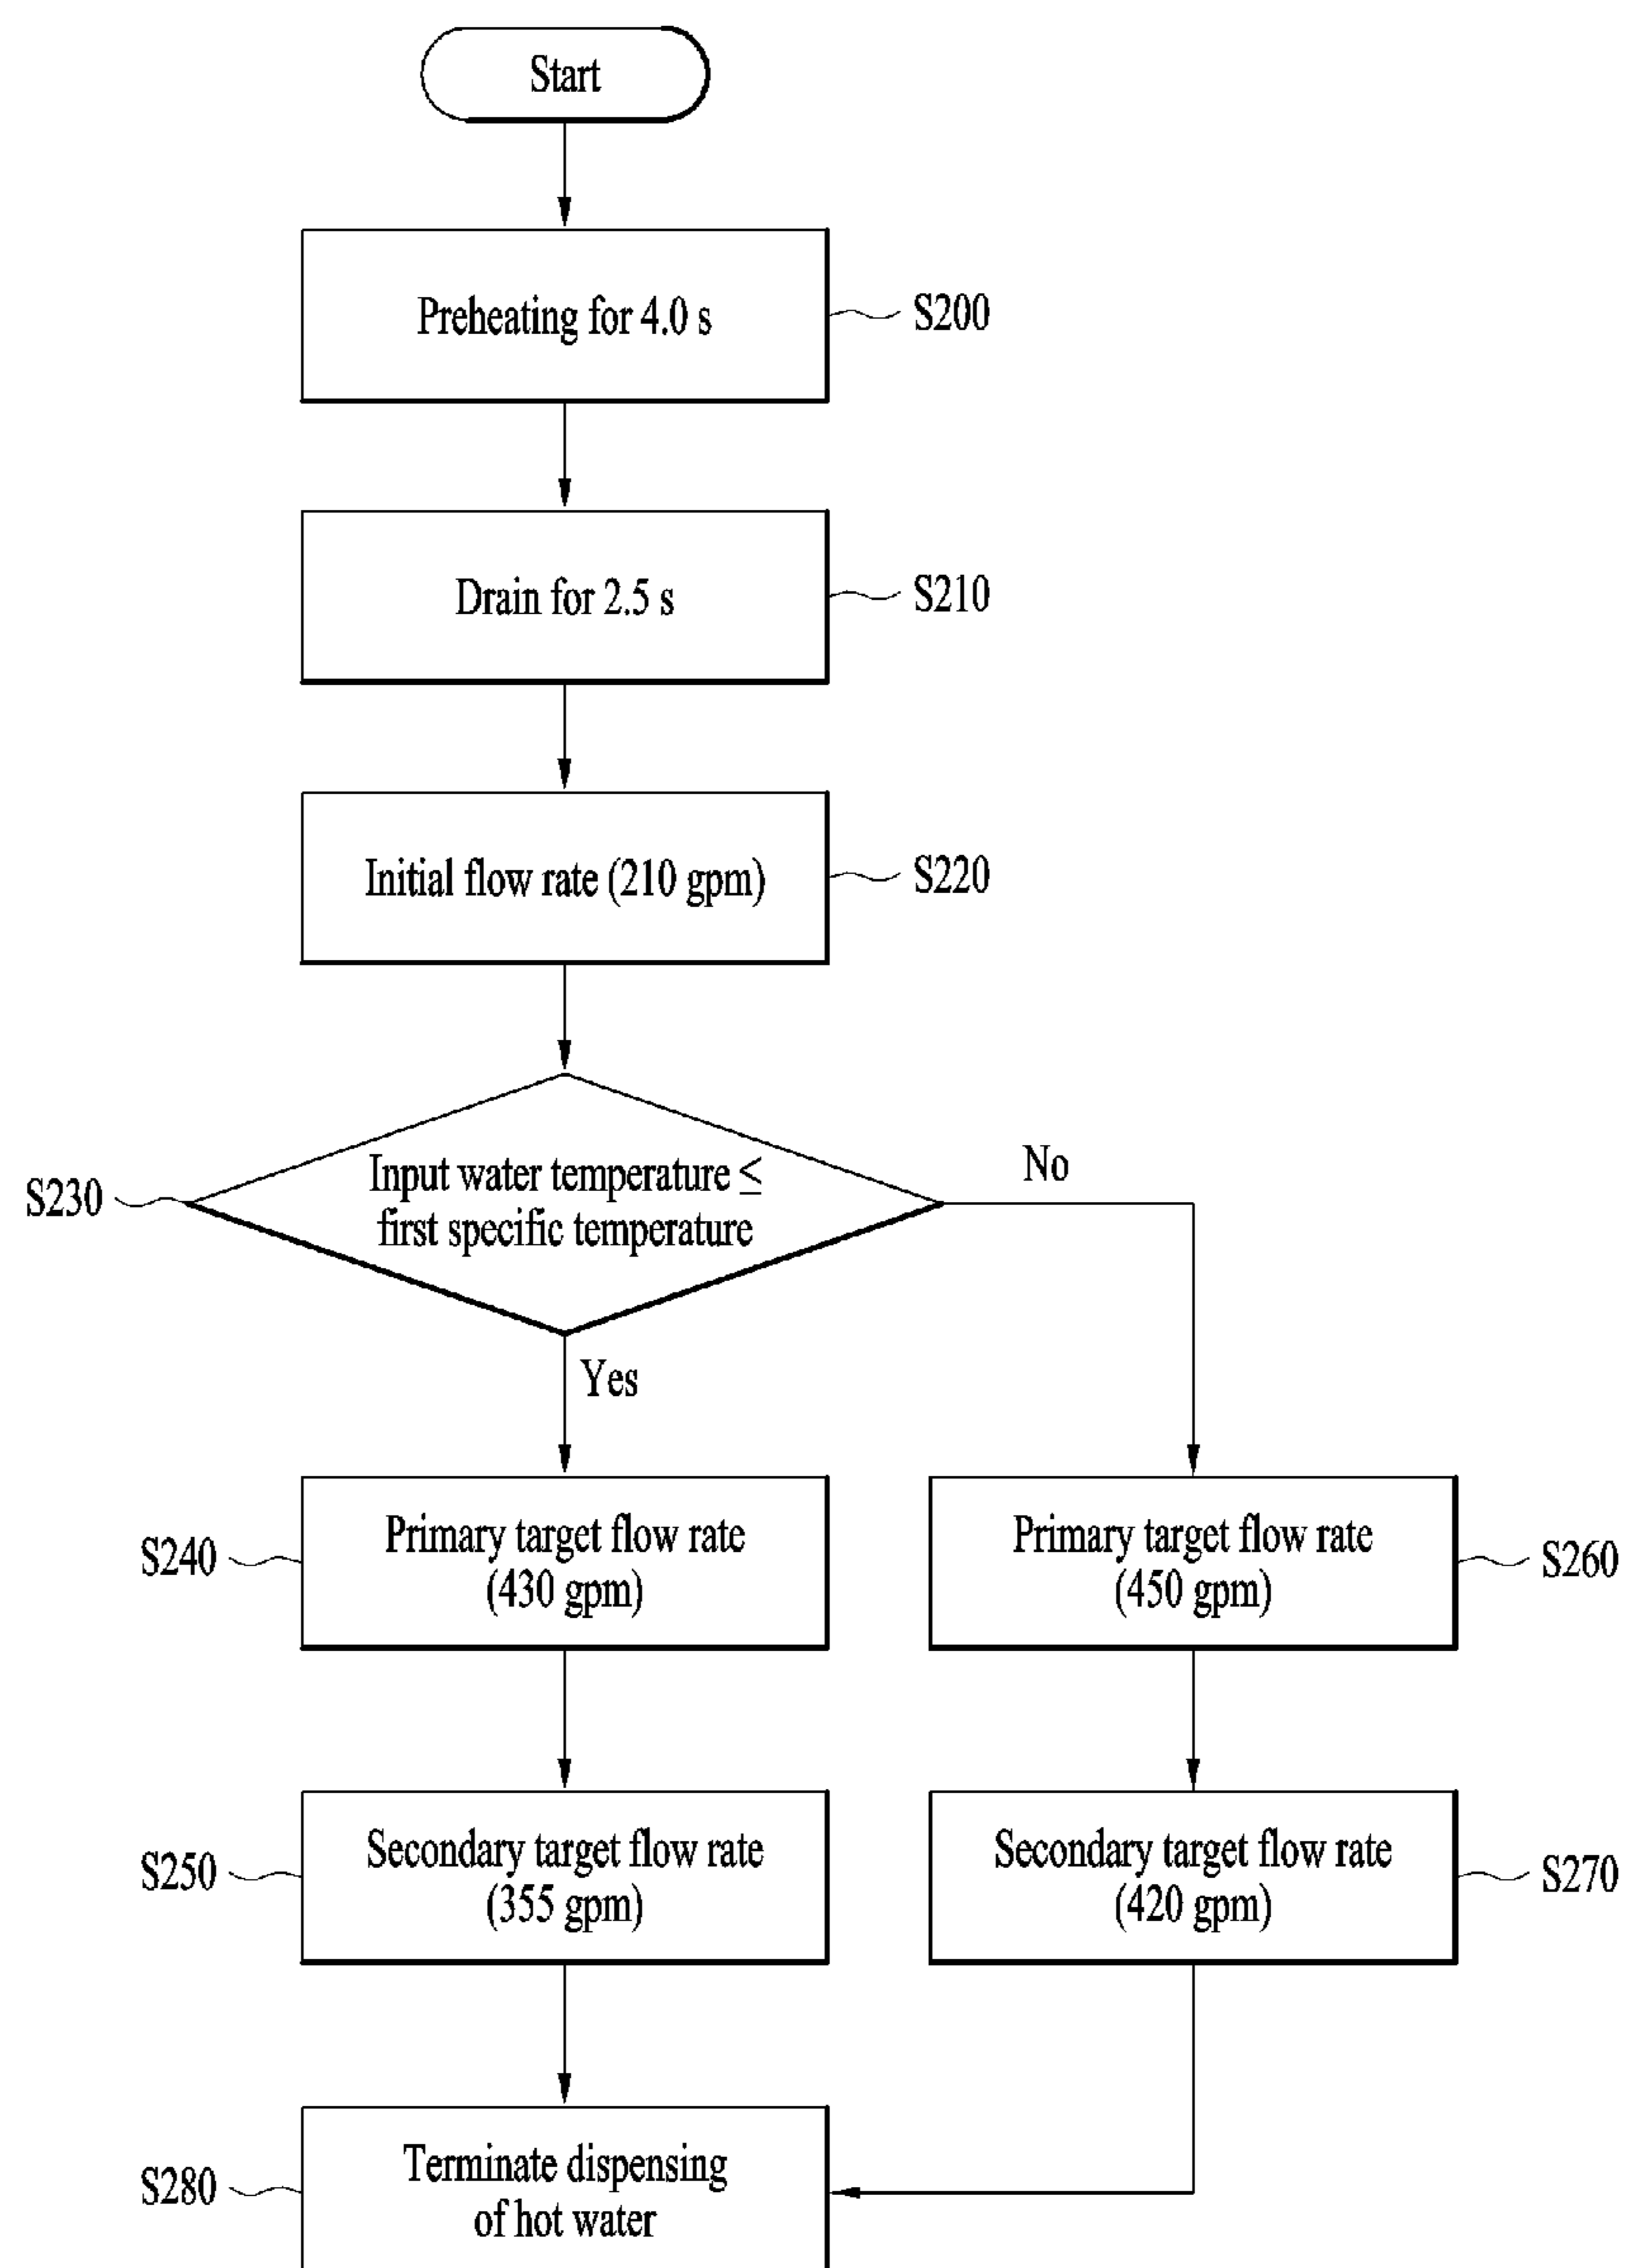 Start
Preheating for 4.0 s
S200
Drain for 2.5 s
S210
Initial flow rate (210 gpm)
S220
S230
Input water temperature ≤
first specific temperature
No
Yes
S240
Primary target flow rate
(430 gpm)
Primary target flow rate
(450 gpm)
S260
S250
Secondary target flow rate
(355 gpm)
Secondary target flow rate
(420 gpm)
S270
S280
Terminate dispensing
of hot water